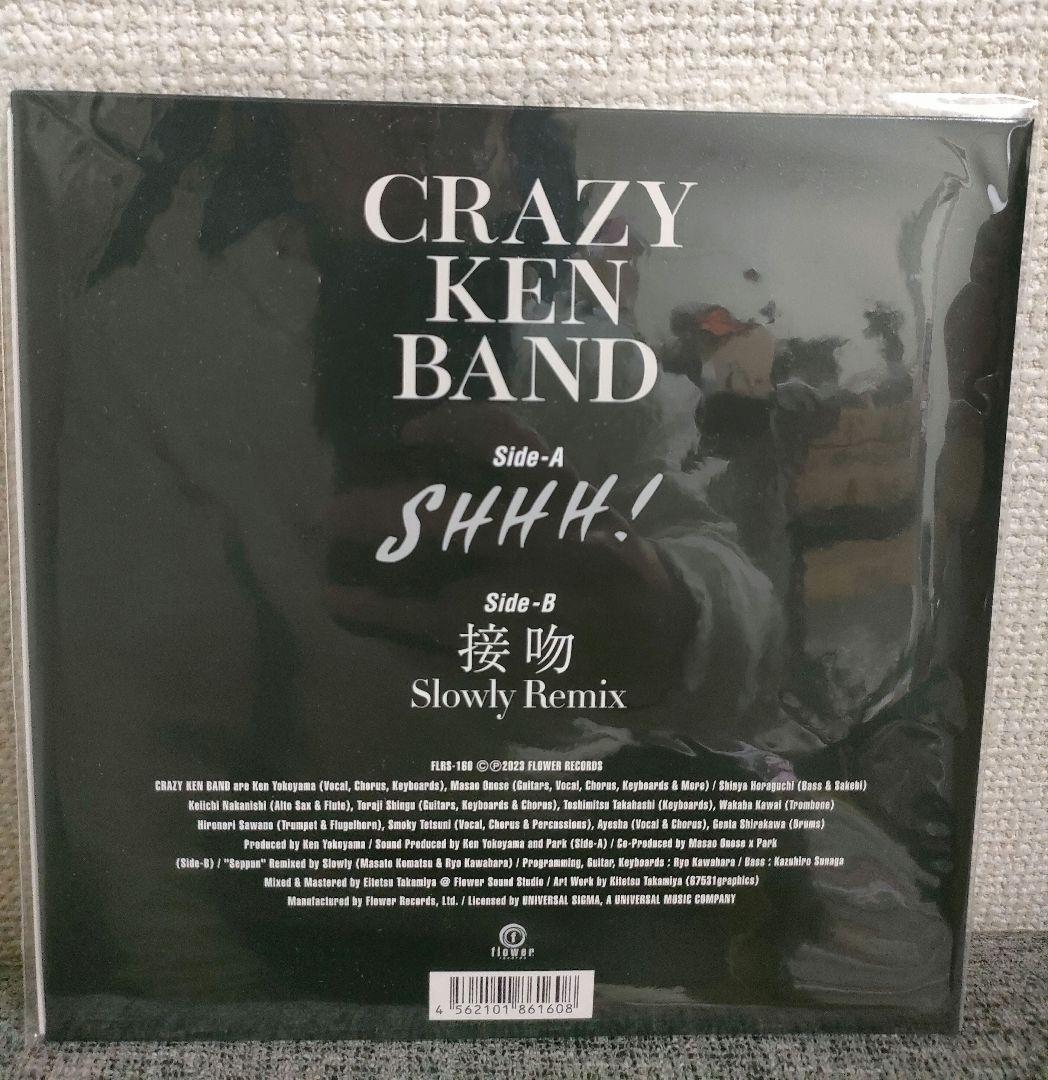 CRAZY
KEN
BAND
Side-A
SHHH!
Side-B
接吻
Slowly Remix
FLRS-160 ©℗2023 FLOWER RECORDS
CRAZY KEN BAND are Ken Yokoyama (Vocal, Chorus, Keyboards), Masao Onose (Guitars, Vocal, Chorus, Keyboards & More) / Shinya Horaguchi (Bass & Sakebi)
Keiichi Nakanishi (Alto Sax & Flute), Toraji Shingu (Guitars, Keyboards & Chorus), Toshimitsu Takahashi (Keyboards), Wakaba Kawai (Trombone)
Hironori Sawano (Trumpet & Flugelhorn), Smoky Tetsuni (Vocal, Chorus & Percussions), Ayesha (Vocal & Chorus), Genta Shirakawa (Drums)
Produced by Ken Yokoyama / Sound Produced by Ken Yokoyama and Park (Side-A) / Co-Produced by Masao Onose x Park
(Side-B) / "Seppun" Remixed by Slowly (Masato Komatsu & Ryo Kawahara) / Programming, Guitar, Keyboards : Ryo Kawahara / Bass : Kazuhiro Sunaga
Mixed & Mastered by Eitetsu Takamiya @ Flower Sound Studio / Art Work by Kitetsu Takamiya (67531graphics)
Manufactured by Flower Records, Ltd. / Licensed by UNIVERSAL SIGMA, A UNIVERSAL MUSIC COMPANY
flower
records
4 562101 861608